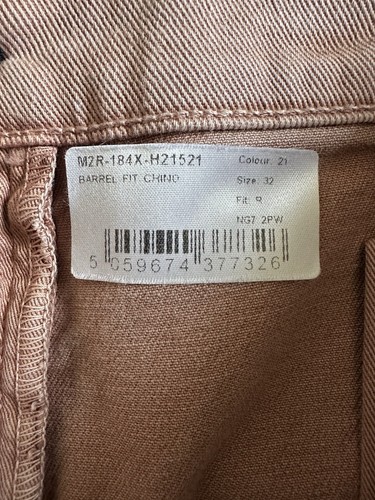 M2R-184X-H21521 Colour: 21
BARREL FIT CHINO
Size: 32
Fit: R
NG7 2PW
5 059674 377326